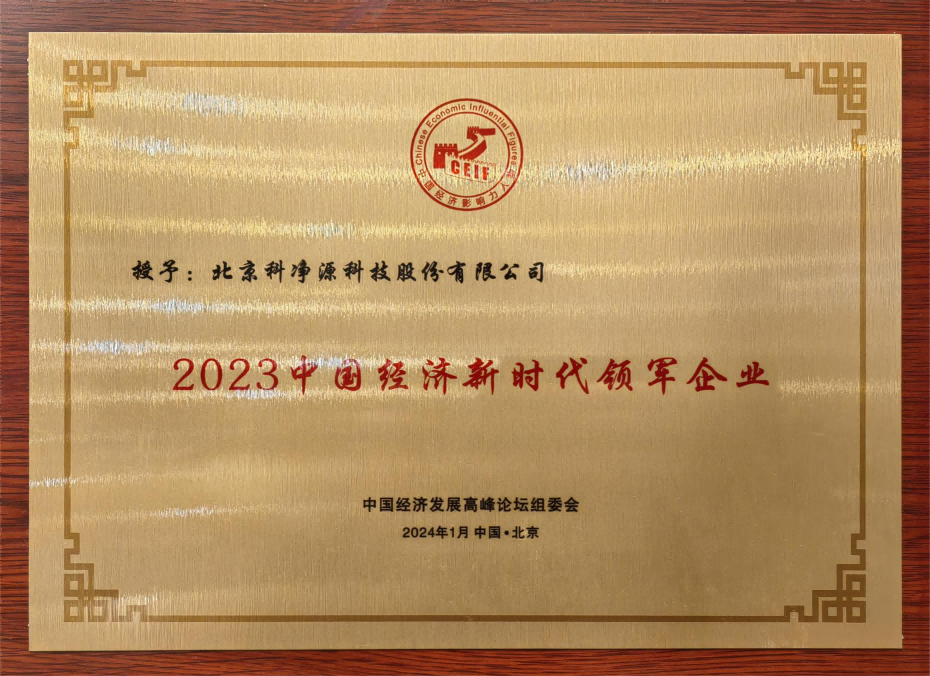 Chinese Economic Influential Figures
CEIF
中国经济影响力人物
授予：北京科净源科技股份有限公司
2023中国经济新时代领军企业
中国经济发展高峰论坛组委会
2024年1月 中国·北京